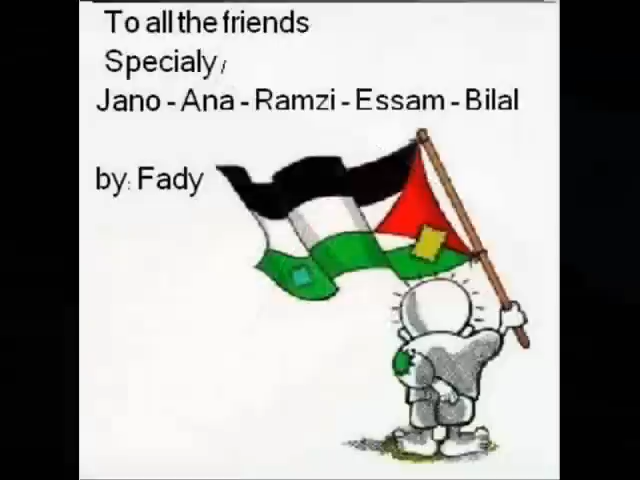 To all the friends
Specialy /
Jano - Ana - Ramzi - Essam - Bilal
by: Fady